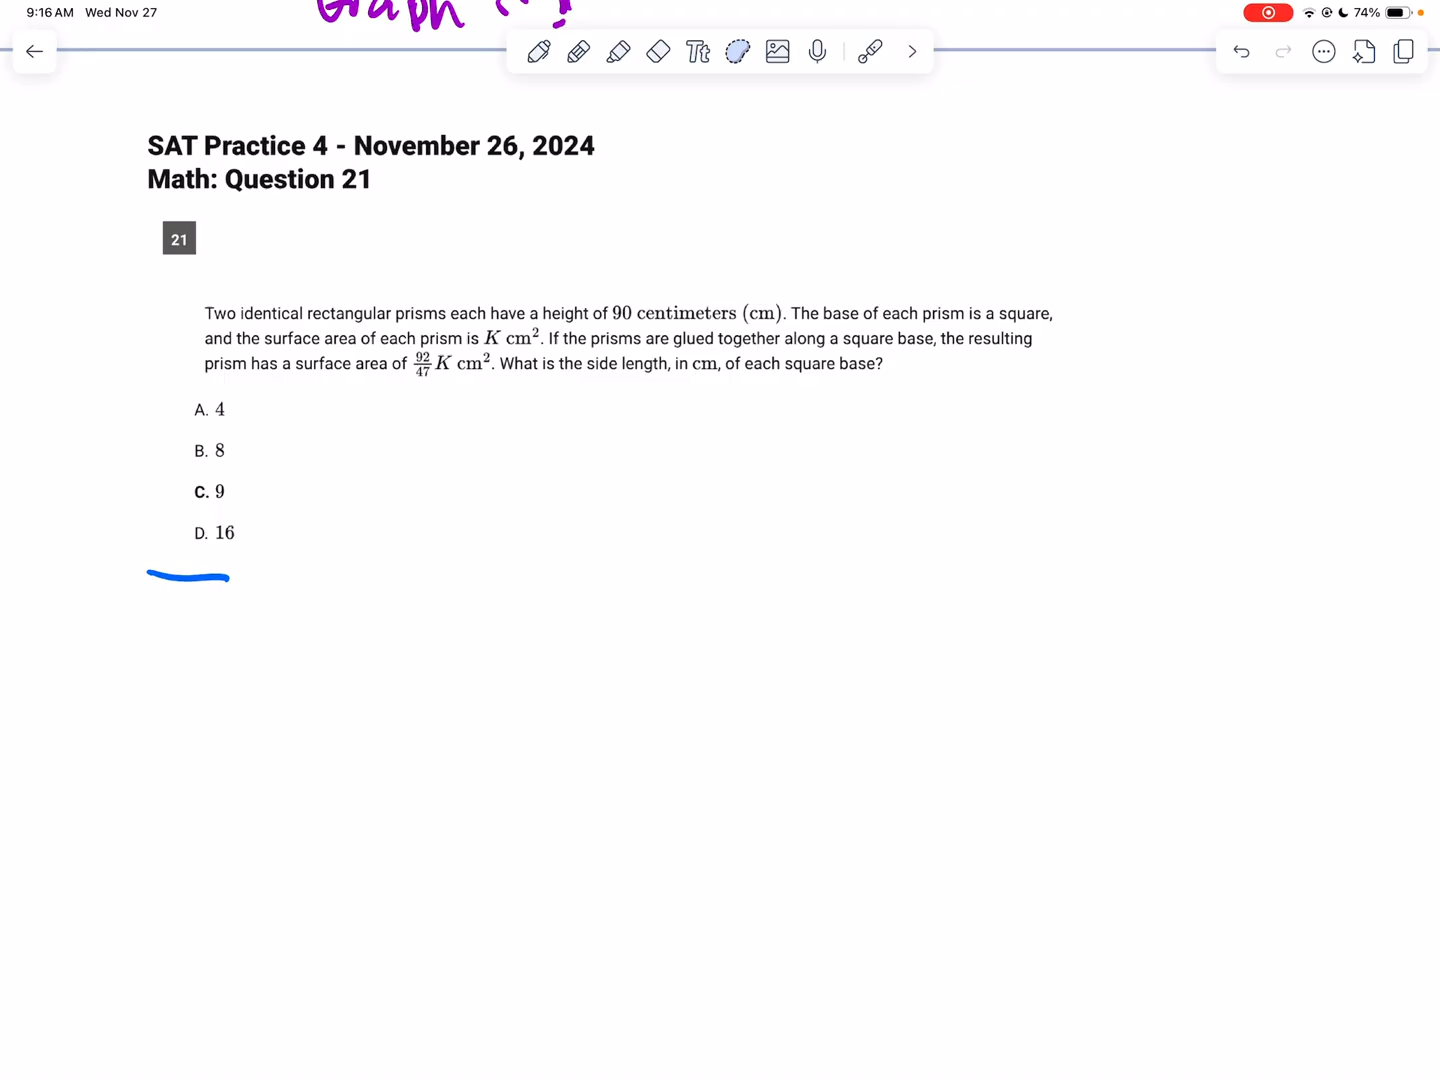 9:16 AM Wed Nov 27
Graph it!
74%
Tt
SAT Practice 4 - November 26, 2024
Math: Question 21
21
Two identical rectangular prisms each have a height of 90 centimeters (cm). The base of each prism is a square,
and the surface area of each prism is K cm². If the prisms are glued together along a square base, the resulting
prism has a surface area of 92/47 K cm². What is the side length, in cm, of each square base?
A. 4
B. 8
C. 9
D. 16